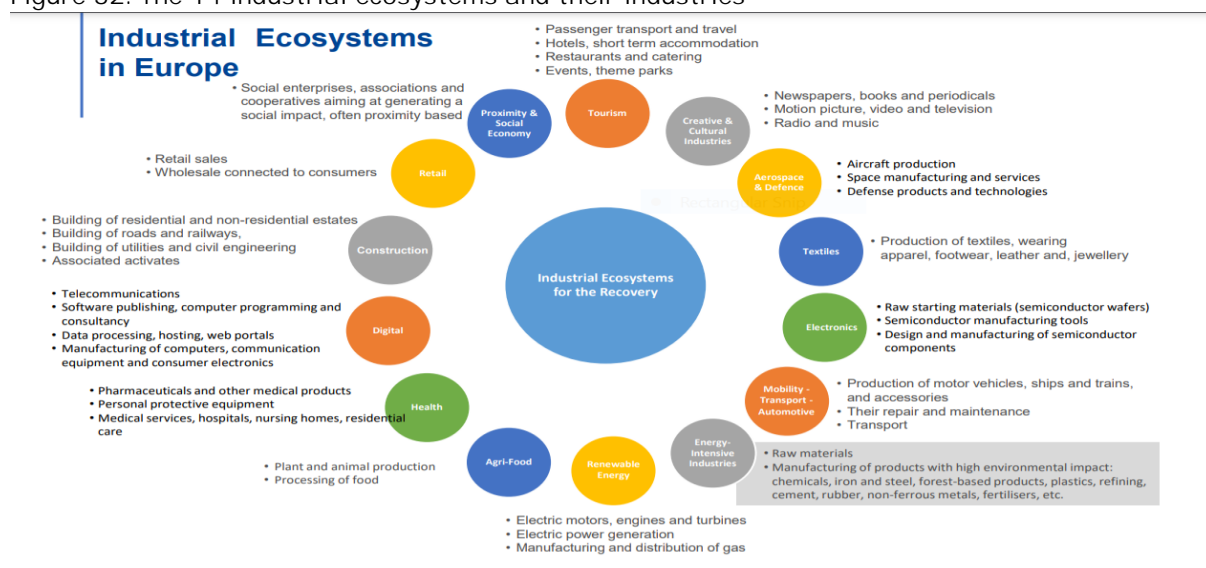 Figure 32: The 14 industrial ecosystems and their industries
Industrial Ecosystems
in Europe
• Passenger transport and travel
• Hotels, short term accommodation
• Restaurants and catering
• Events, theme parks
• Social enterprises, associations and
cooperatives aiming at generating a
social impact, often proximity based
Proximity &
Social
Economy
Tourism
Creative &
Cultural
Industries
• Newspapers, books and periodicals
• Motion picture, video and television
• Radio and music
• Retail sales
• Wholesale connected to consumers
Retail
Aerospace
& Defence
• Aircraft production
• Space manufacturing and services
• Defense products and technologies
• Building of residential and non-residential estates
• Building of roads and railways,
• Building of utilities and civil engineering
• Associated activates
Construction
Industrial Ecosystems
for the Recovery
Textiles
• Production of textiles, wearing
apparel, footwear, leather and, jewellery
• Telecommunications
• Software publishing, computer programming and
consultancy
• Data processing, hosting, web portals
• Manufacturing of computers, communication
equipment and consumer electronics
Digital
Electronics
• Raw starting materials (semiconductor wafers)
• Semiconductor manufacturing tools
• Design and manufacturing of semiconductor
components
• Pharmaceuticals and other medical products
• Personal protective equipment
• Medical services, hospitals, nursing homes, residential
care
Health
Mobility -
Transport -
Automotive
• Production of motor vehicles, ships and trains,
and accessories
• Their repair and maintenance
• Transport
• Plant and animal production
• Processing of food
Agri-Food
Renewable
Energy
Energy-
Intensive
Industries
• Raw materials
• Manufacturing of products with high environmental impact:
chemicals, iron and steel, forest-based products, plastics, refining,
cement, rubber, non-ferrous metals, fertilisers, etc.
• Electric motors, engines and turbines
• Electric power generation
• Manufacturing and distribution of gas